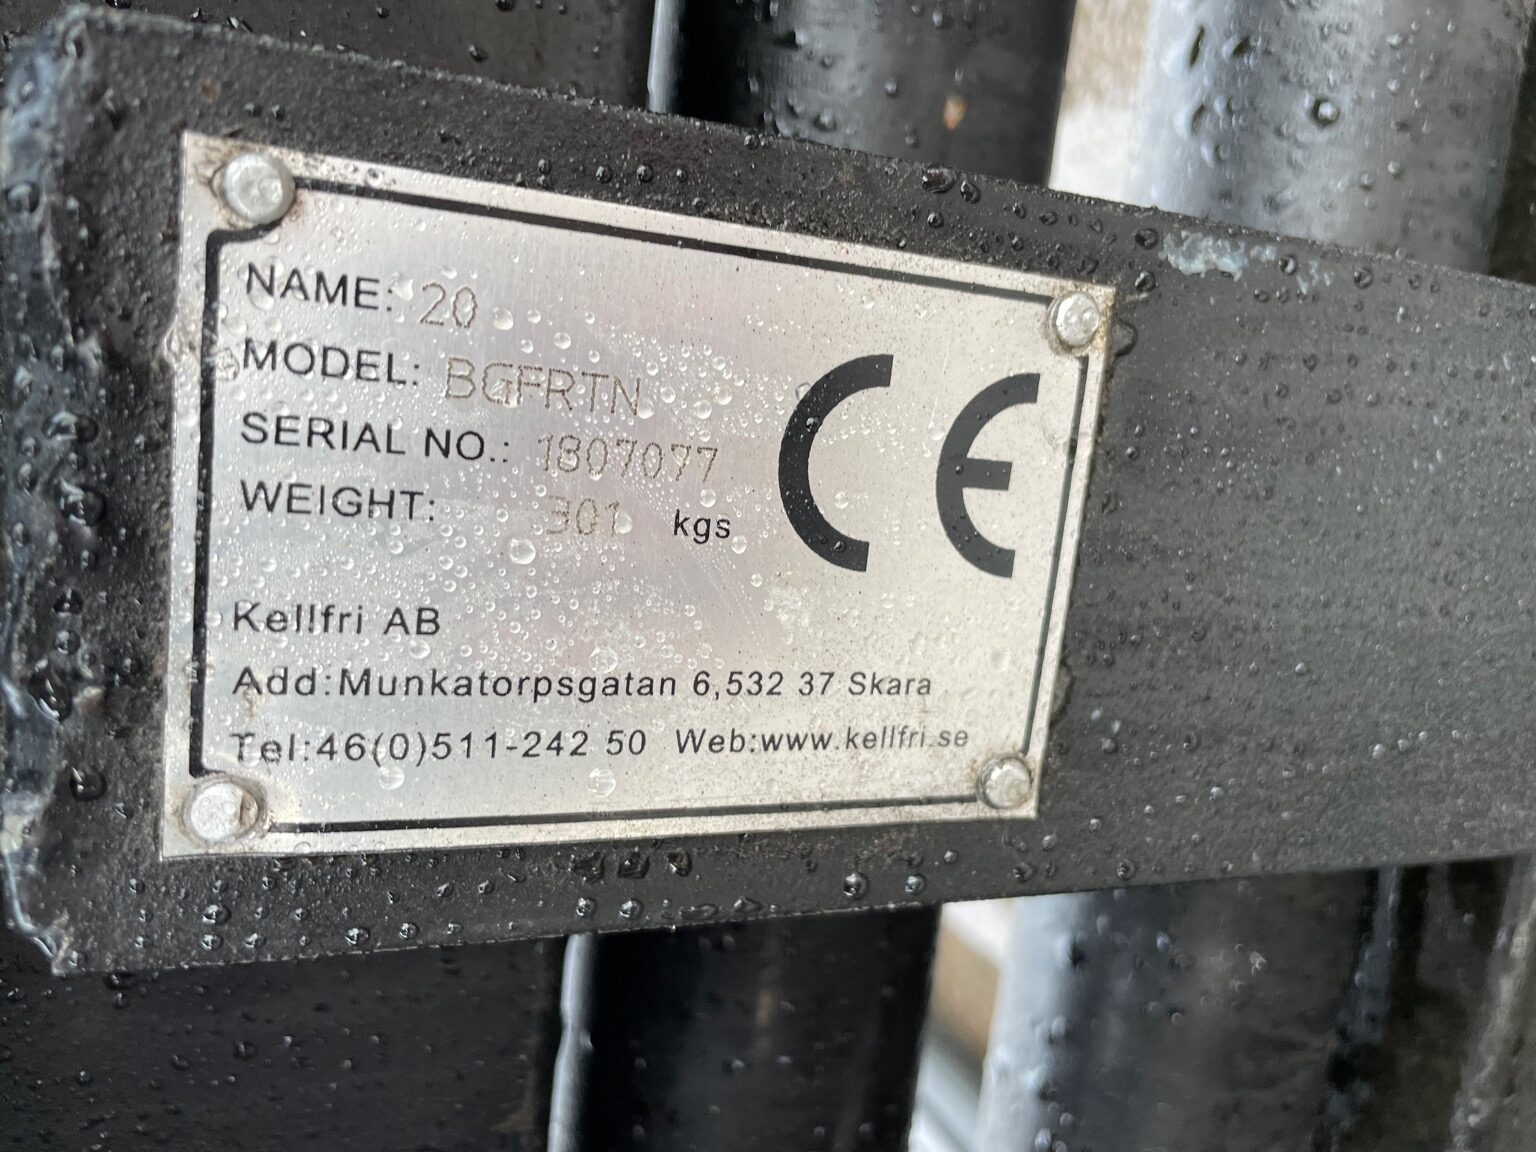 NAME: 20
MODEL: BGFRTN
SERIAL NO.: 1807077
WEIGHT: 301 kgs
CE
Kellfri AB
Add:Munkatorpsgatan 6,532 37 Skara
Tel:46(0)511-242 50 Web:www.kellfri.se